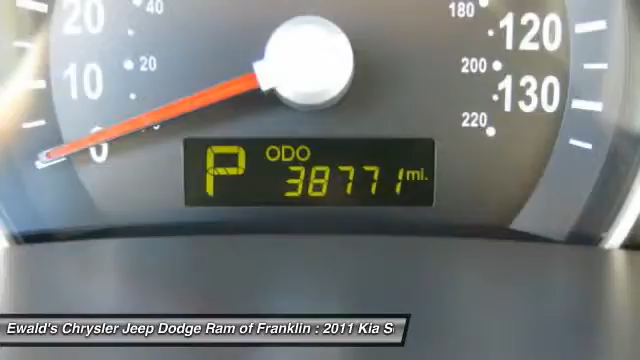 20
40
10
20
0
180
120
200
130
220
P
ODO
38771 mi.
Ewald's Chrysler Jeep Dodge Ram of Franklin : 2011 Kia S